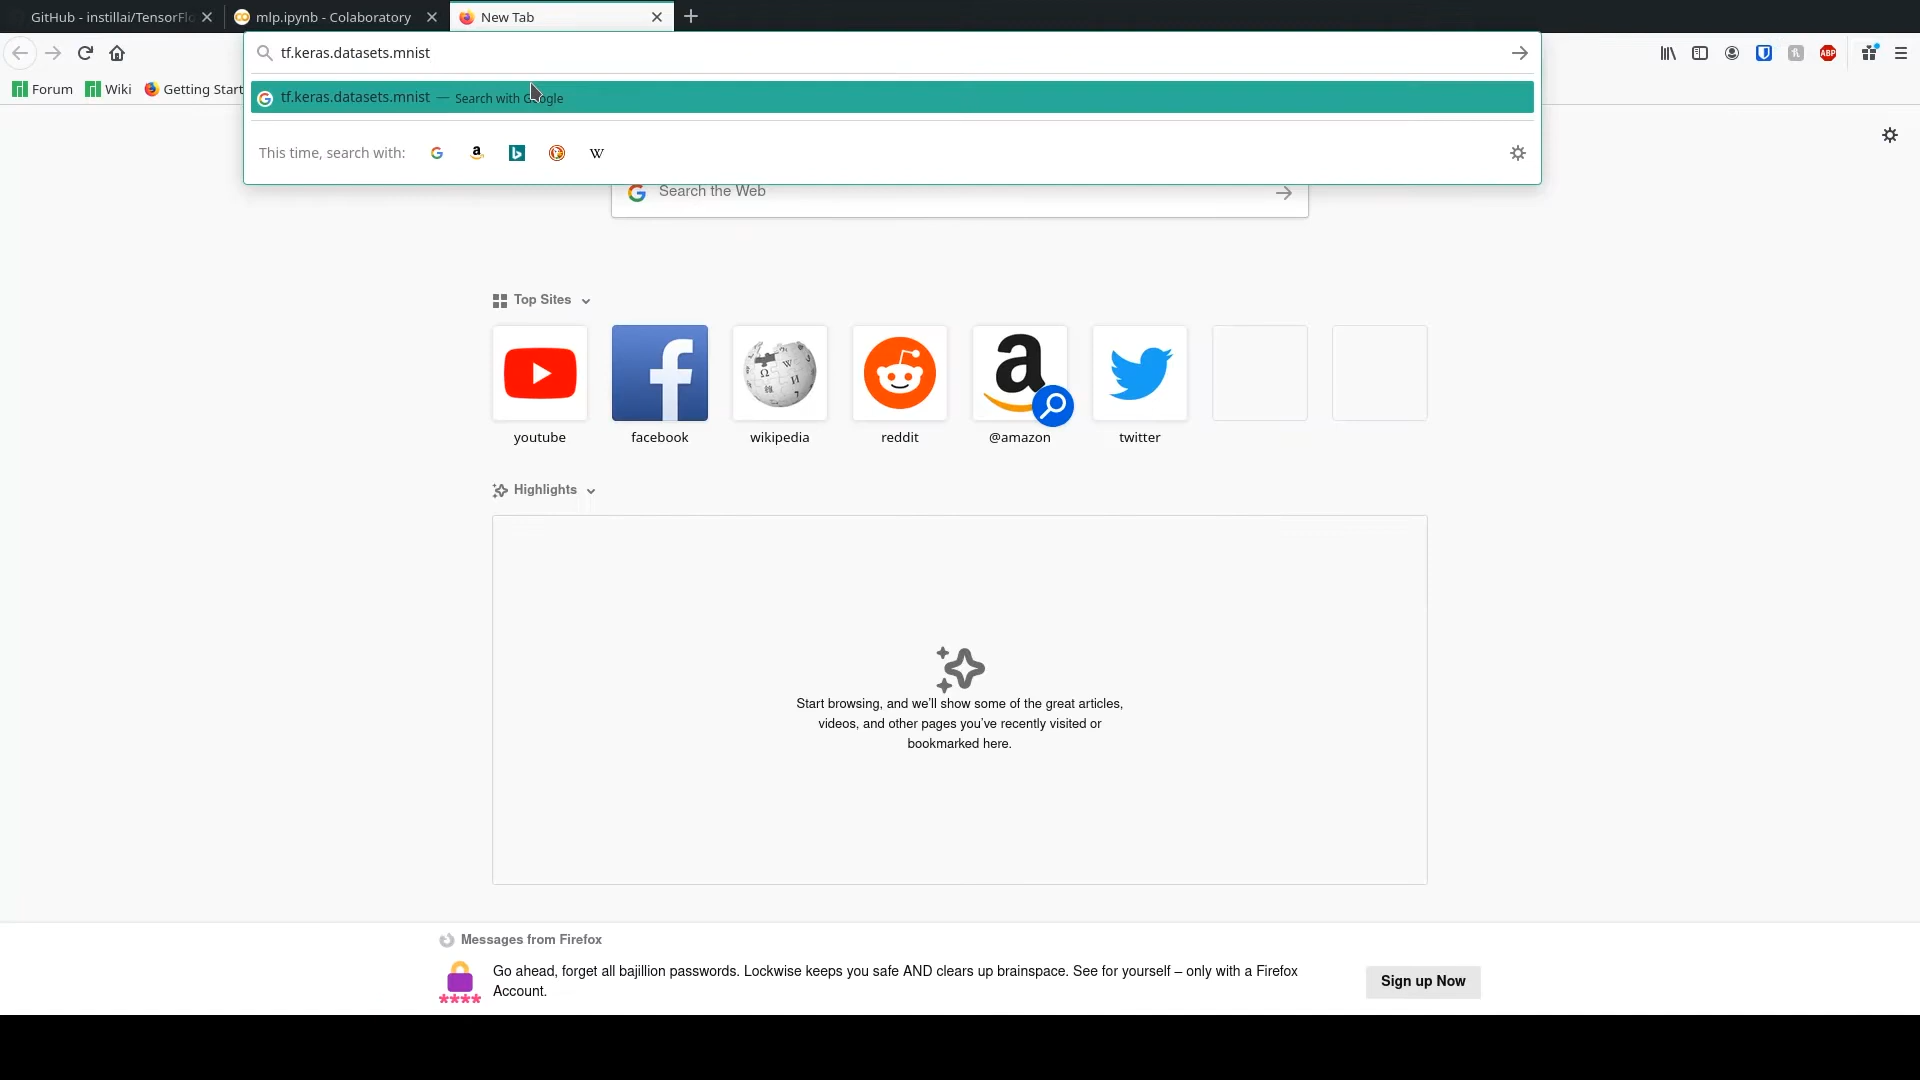 GitHub - instillai/TensorFlo
mlp.ipynb - Colaboratory
New Tab
tf.keras.datasets.mnist
Forum
Wiki
Getting Start
tf.keras.datasets.mnist — Search with Google
This time, search with:
Search the Web
Top Sites
youtube
facebook
wikipedia
reddit
@amazon
twitter
Highlights
Start browsing, and we'll show some of the great articles,
videos, and other pages you've recently visited or
bookmarked here.
Messages from Firefox
Go ahead, forget all bajillion passwords. Lockwise keeps you safe AND clears up brainspace. See for yourself – only with a Firefox
Account.
Sign up Now
ABP